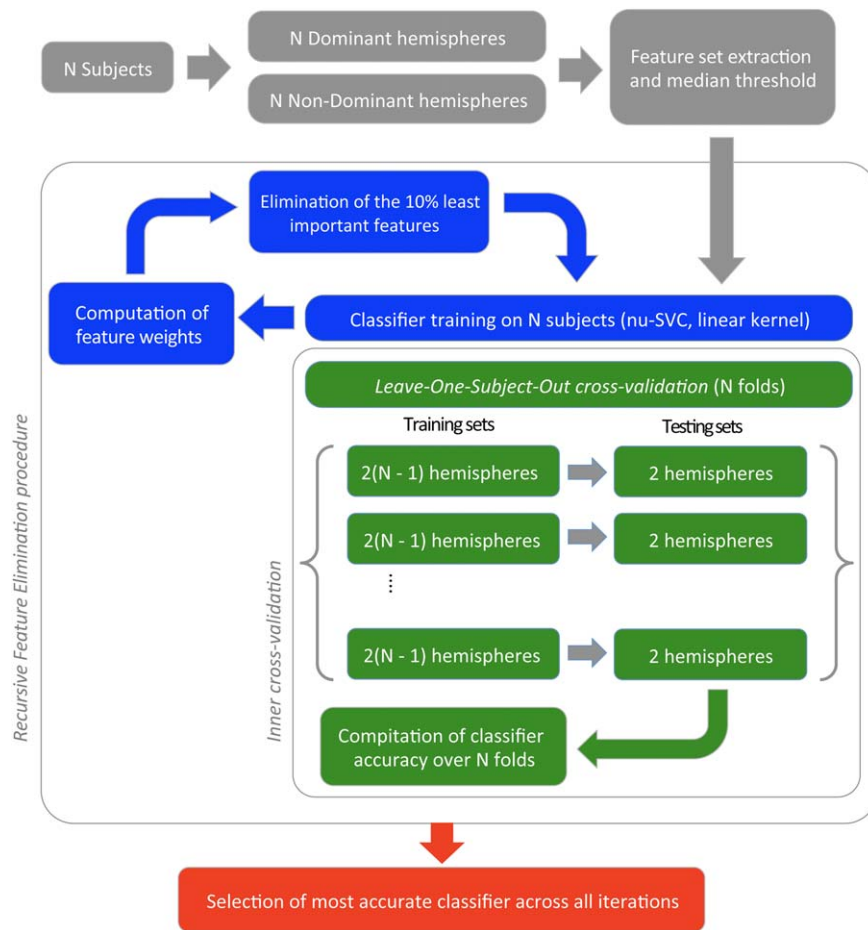 N Subjects
N Dominant hemispheres
N Non-Dominant hemispheres
Feature set extraction
and median threshold
Elimination of the 10% least
important features
Computation of
feature weights
Classifier training on N subjects (nu-SVC, linear kernel)
Leave-One-Subject-Out cross-validation (N folds)
Training sets
Testing sets
2(N - 1) hemispheres
2 hemispheres
2(N - 1) hemispheres
2 hemispheres
....
2(N - 1) hemispheres
2 hemispheres
Compitation of classifier
accuracy over N folds
Inner cross-validation
Recursive Feature Elimination procedure
Selection of most accurate classifier across all iterations